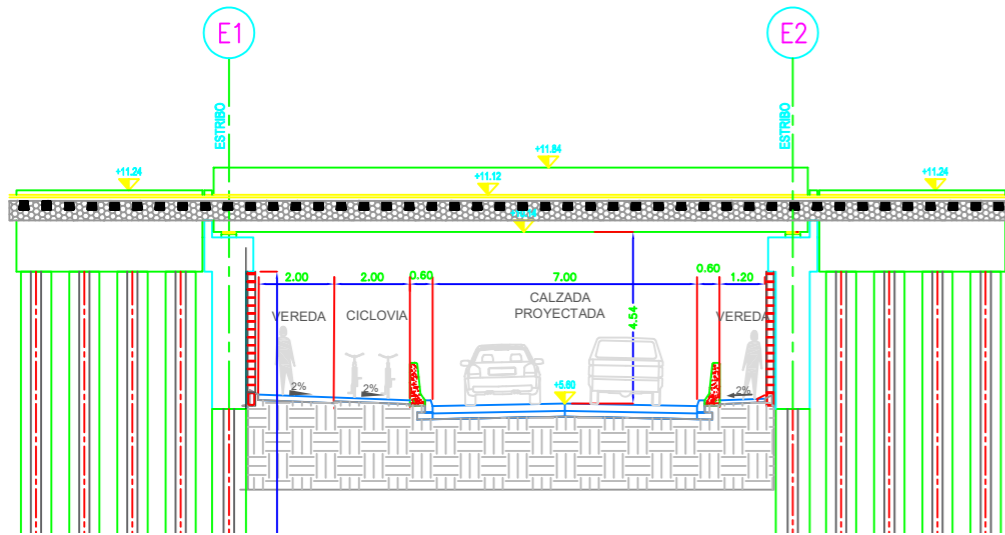 E1
E2
ESTRIBO
ESTRIBO
+11.84
+11.24
+11.12
+11.24
2.00
2.00
0.60
7.00
0.60
1.20
VEREDA
CICLOVIA
CALZADA
PROYECTADA
4.54
VEREDA
2%
2%
+5.60
2%